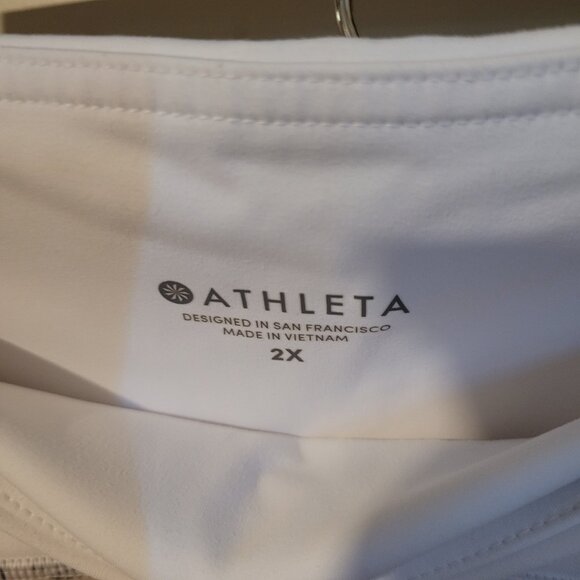 ATHLETA
DESIGNED IN SAN FRANCISCO
MADE IN VIETNAM
2X